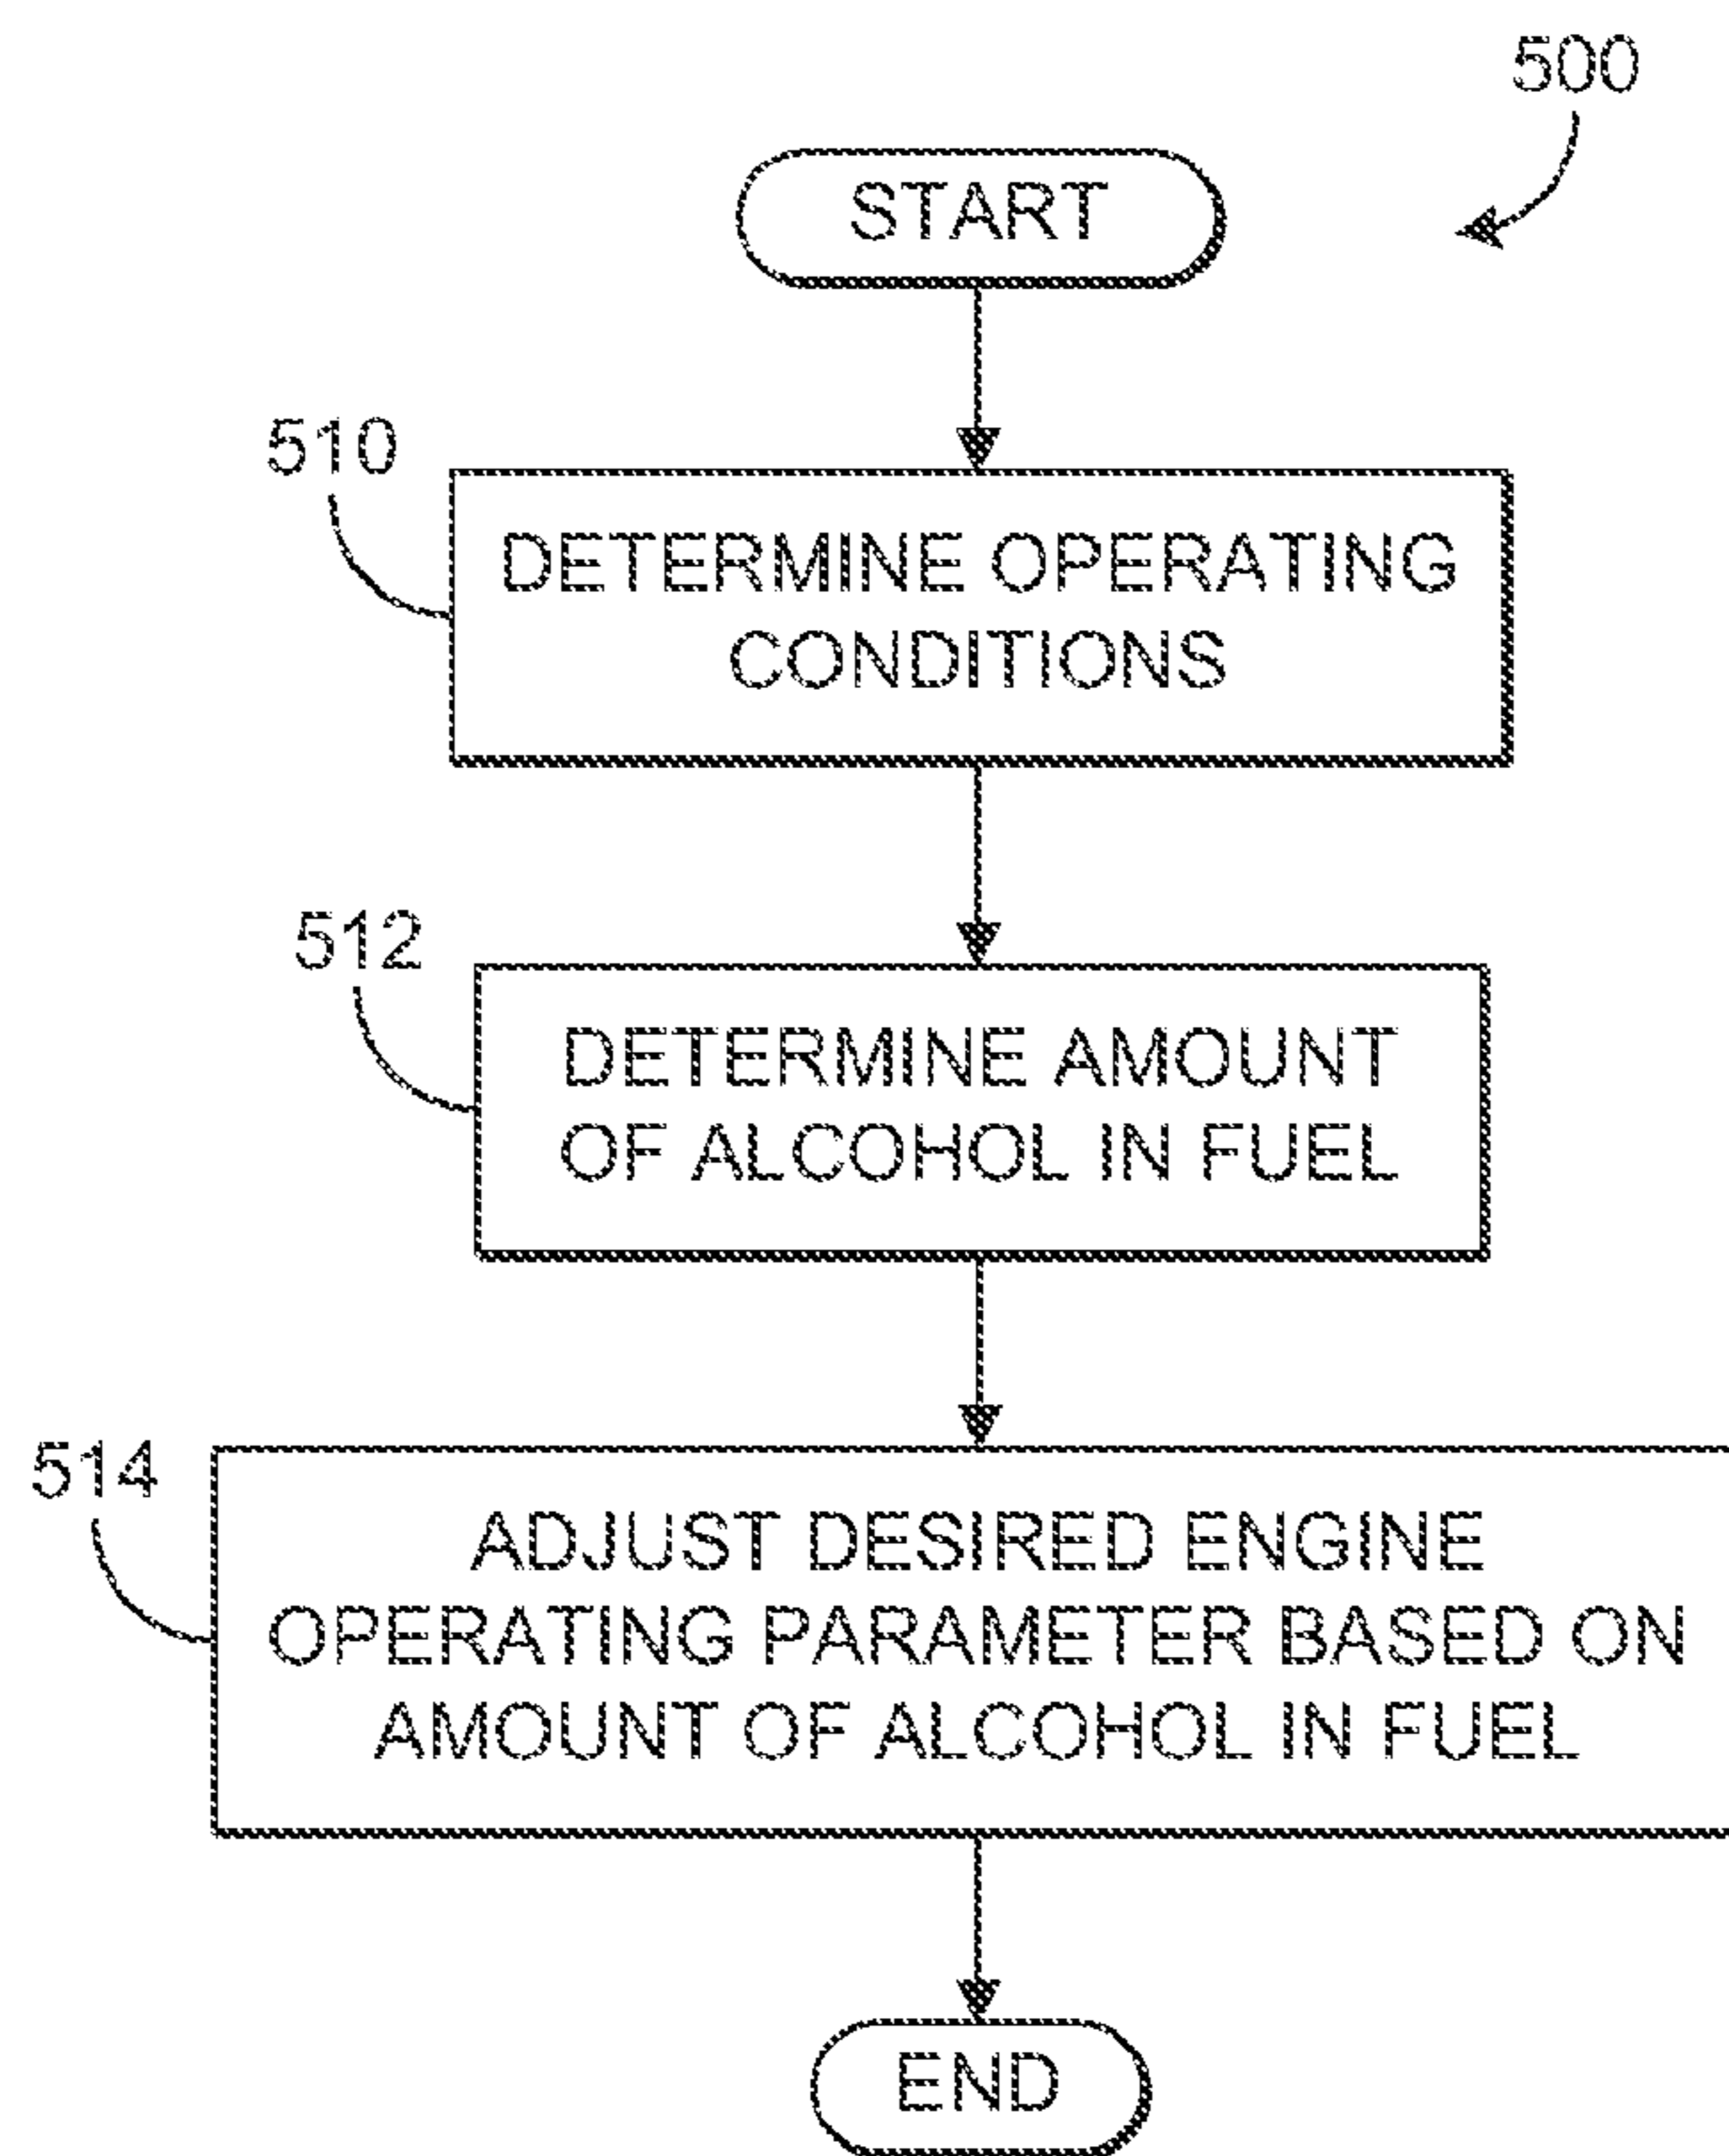 500
START
510
DETERMINE OPERATING
CONDITIONS
512
DETERMINE AMOUNT
OF ALCOHOL IN FUEL
514
ADJUST DESIRED ENGINE
OPERATING PARAMETER BASED ON
AMOUNT OF ALCOHOL IN FUEL
END